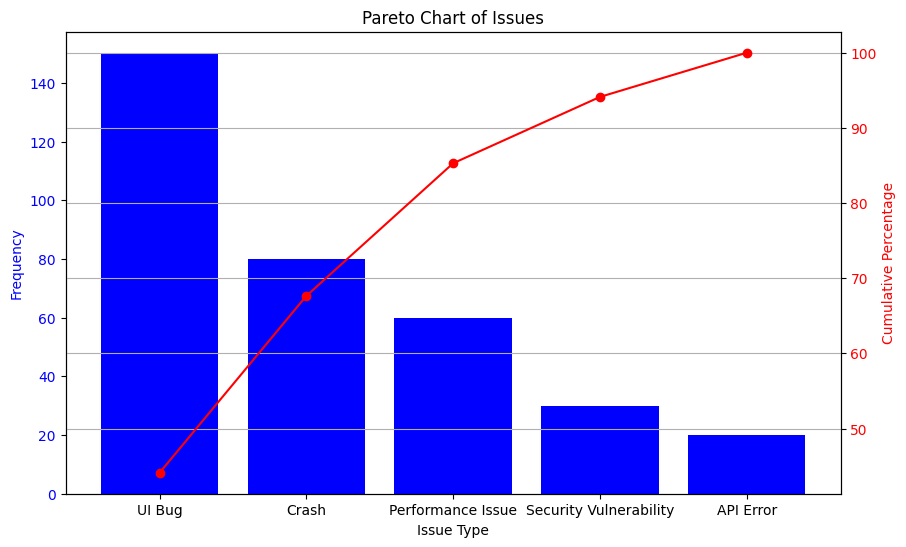 Pareto Chart of Issues
Frequency
140
120
100
80
60
40
20
0
100
90
80
70
60
50
Cumulative Percentage
UI Bug Crash Performance Issue Security Vulnerability API Error
Issue Type